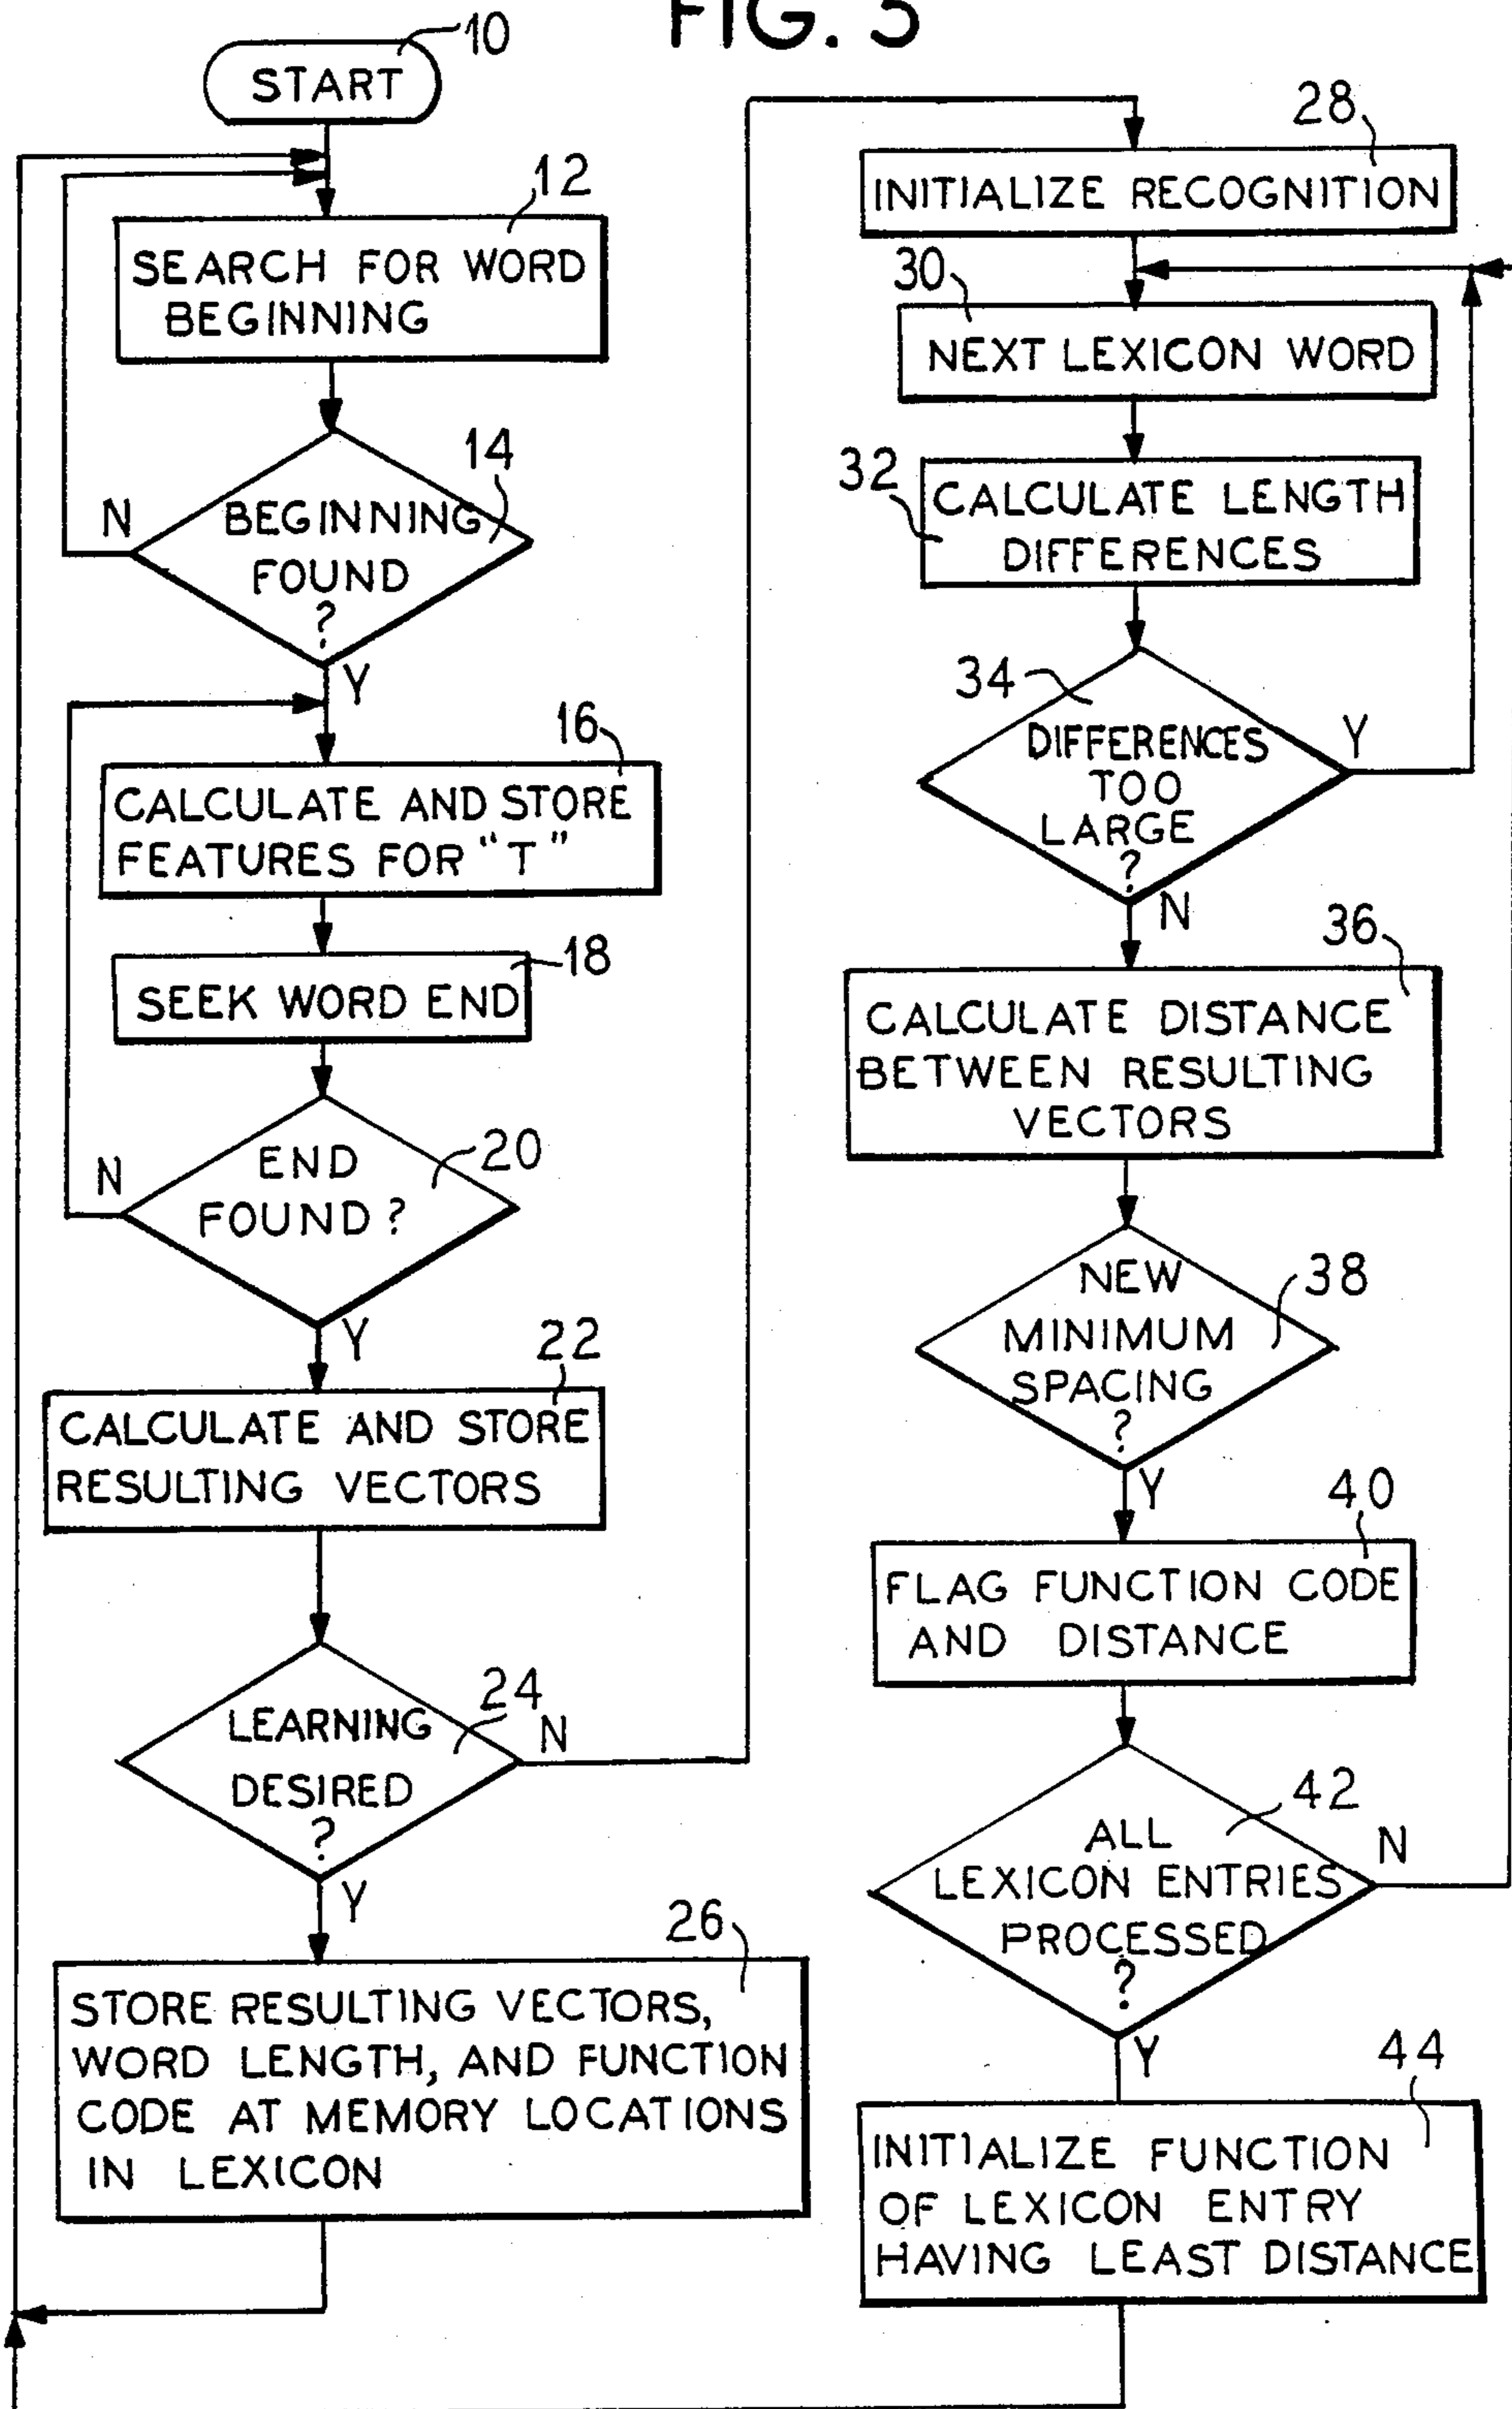 FIG. 3
START
10
12
SEARCH FOR WORD
BEGINNING
14
N
BEGINNING
FOUND
?
Y
16
CALCULATE AND STORE
FEATURES FOR "T"
18
SEEK WORD END
20
N
END
FOUND ?
Y
22
CALCULATE AND STORE
RESULTING VECTORS
24
LEARNING
DESIRED
?
N
Y
26
STORE RESULTING VECTORS,
WORD LENGTH, AND FUNCTION
CODE AT MEMORY LOCATIONS
IN LEXICON
28
INITIALIZE RECOGNITION
30
NEXT LEXICON WORD
32
CALCULATE LENGTH
DIFFERENCES
34
DIFFERENCES
TOO
LARGE
?
Y
N
36
CALCULATE DISTANCE
BETWEEN RESULTING
VECTORS
38
NEW
MINIMUM
SPACING
?
Y
40
FLAG FUNCTION CODE
AND DISTANCE
42
ALL
LEXICON ENTRIES
PROCESSED
?
N
Y
44
INITIALIZE FUNCTION
OF LEXICON ENTRY
HAVING LEAST DISTANCE